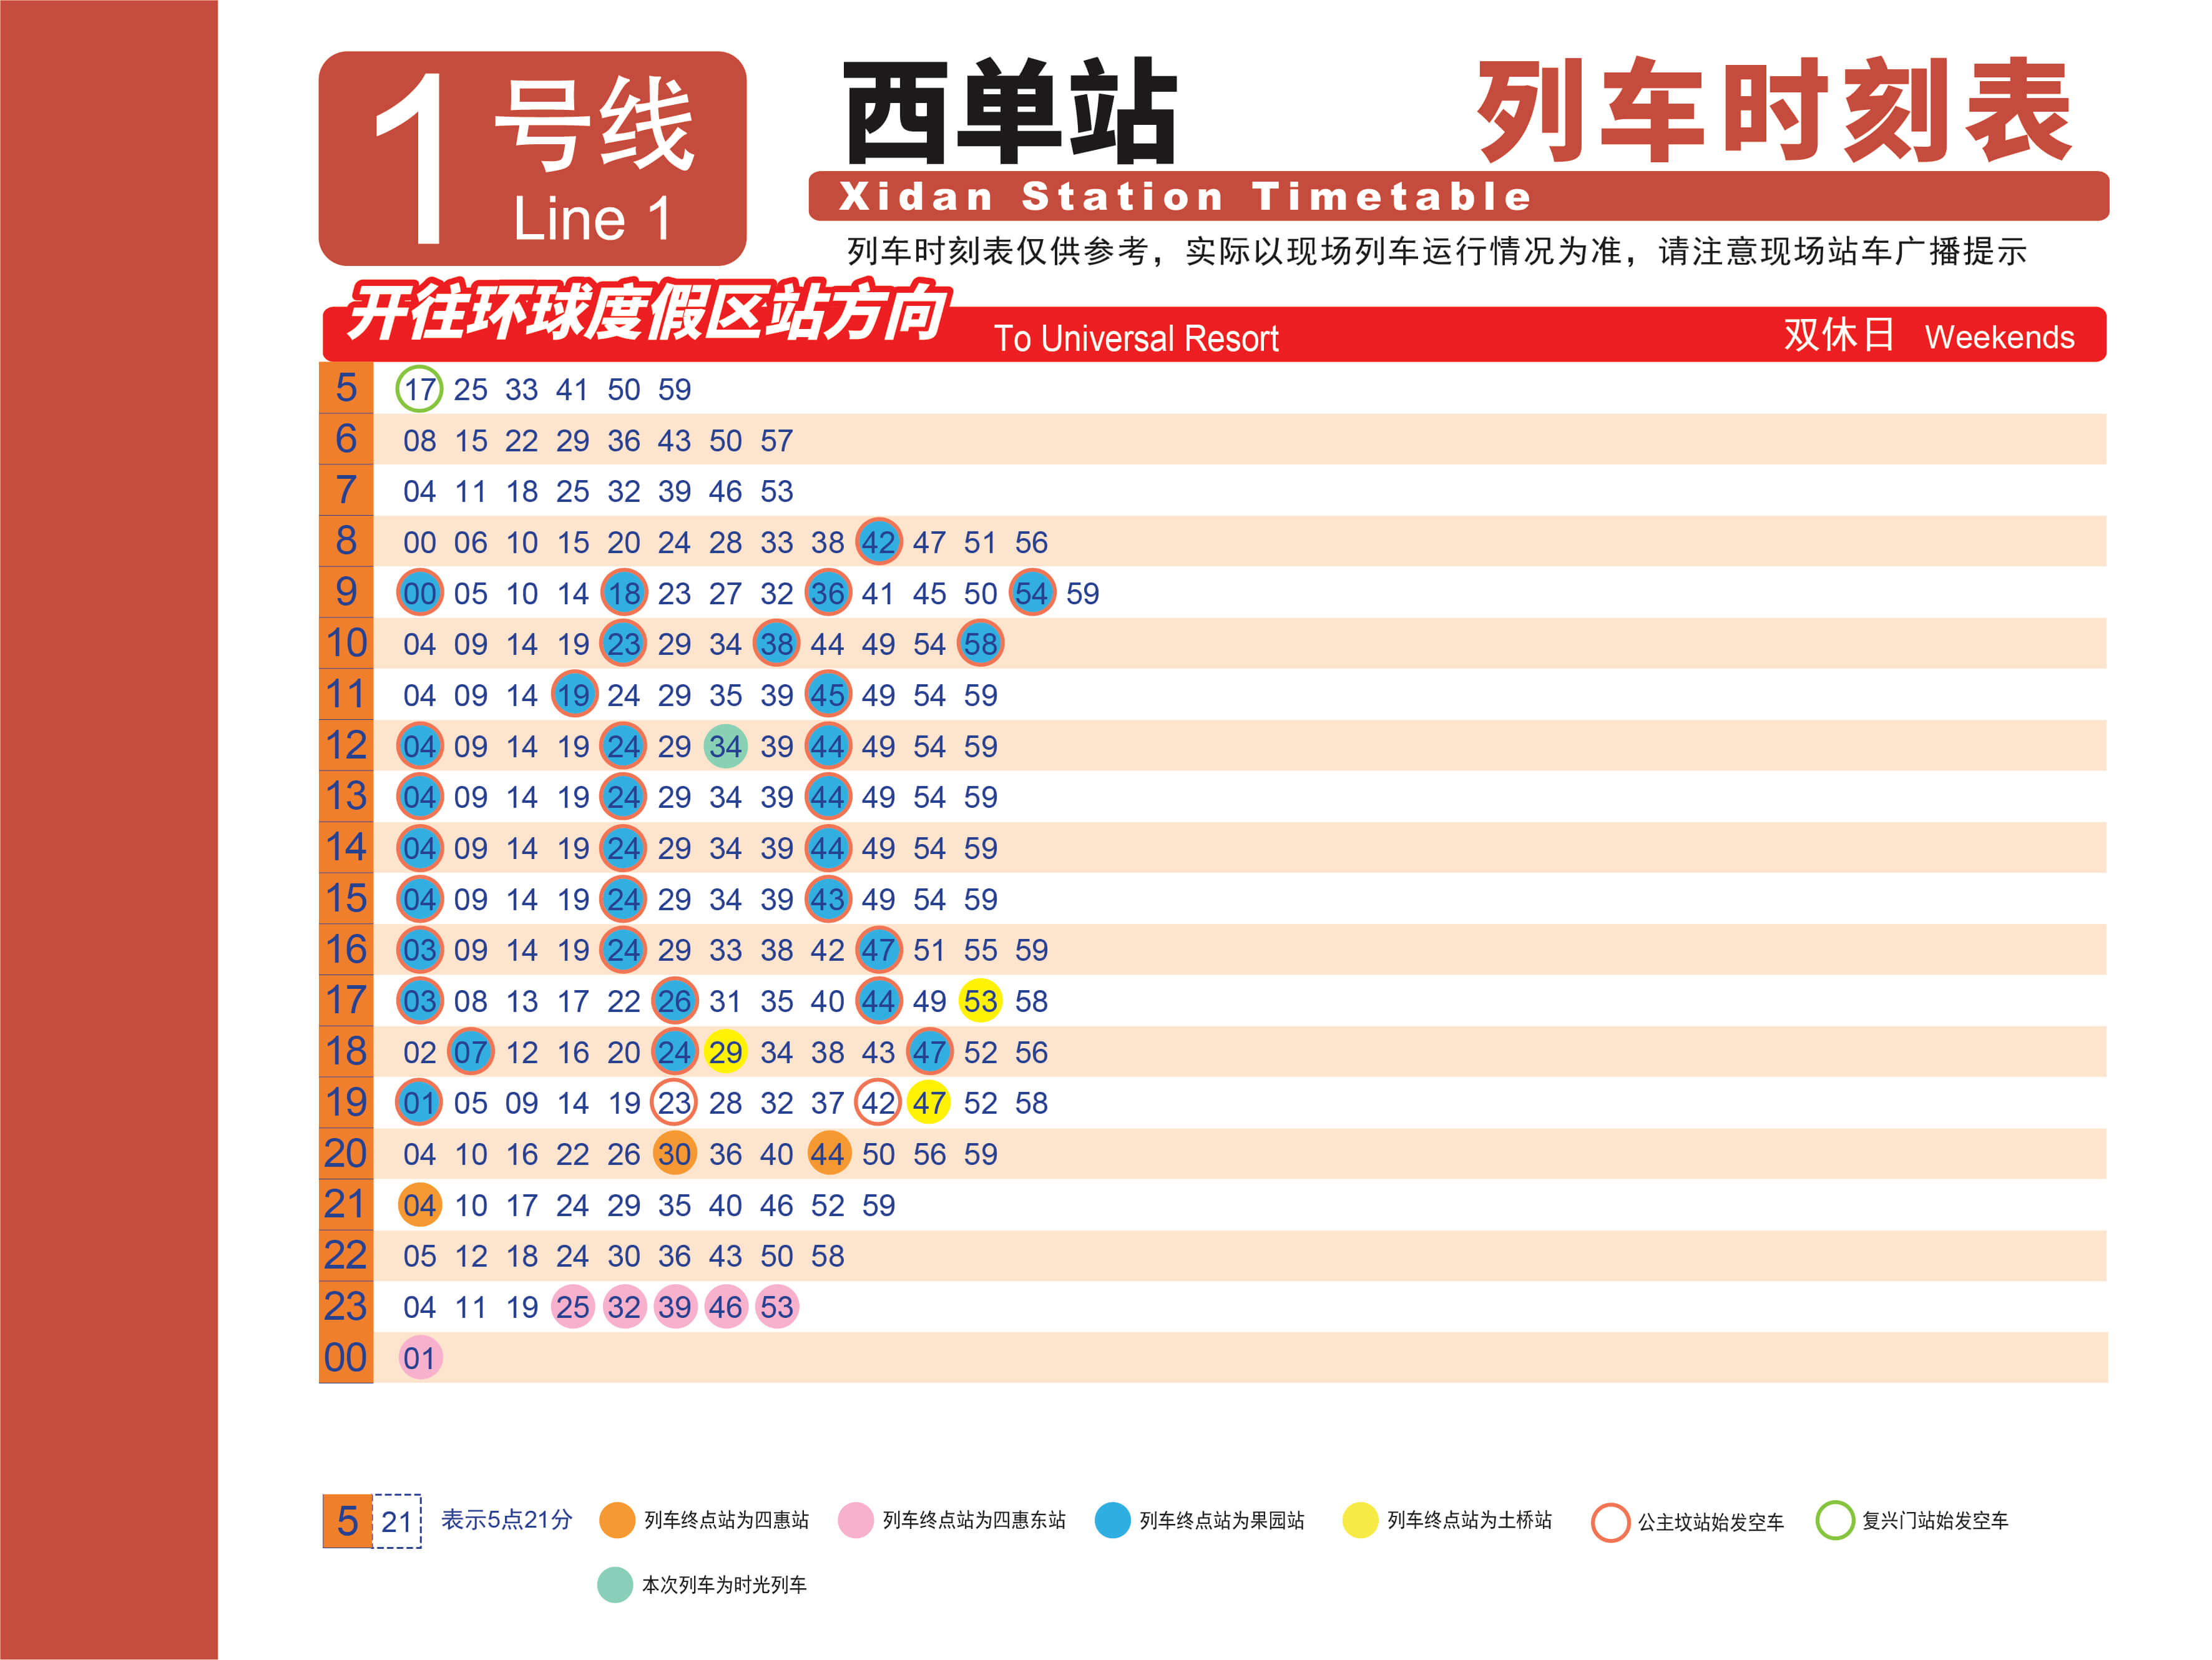 1号线
Line 1
西单站 列车时刻表
Xidan Station Timetable
列车时刻表仅供参考，实际以现场列车运行情况为准，请注意现场站车广播提示
开往环球度假区站方向 To Universal Resort 双休日 Weekends
5 17 25 33 41 50 59
6 08 15 22 29 36 43 50 57
7 04 11 18 25 32 39 46 53
8 00 06 10 15 20 24 28 33 38 42 47 51 56
9 00 05 10 14 18 23 27 32 36 41 45 50 54 59
10 04 09 14 19 23 29 34 38 44 49 54 58
11 04 09 14 19 24 29 35 39 45 49 54 59
12 04 09 14 19 24 29 34 39 44 49 54 59
13 04 09 14 19 24 29 34 39 44 49 54 59
14 04 09 14 19 24 29 34 39 44 49 54 59
15 04 09 14 19 24 29 34 39 43 49 54 59
16 03 09 14 19 24 29 33 38 42 47 51 55 59
17 03 08 13 17 22 26 31 35 40 44 49 53 58
18 02 07 12 16 20 24 29 34 38 43 47 52 56
19 01 05 09 14 19 23 28 32 37 42 47 52 58
20 04 10 16 22 26 30 36 40 44 50 56 59
21 04 10 17 24 29 35 40 46 52 59
22 05 12 18 24 30 36 43 50 58
23 04 11 19 25 32 39 46 53
00 01
5 21 表示5点21分 列车终点站为四惠站 列车终点站为四惠东站 列车终点站为果园站 列车终点站为土桥站 公主坟站始发空车 复兴门站始发空车
本次列车为时光列车